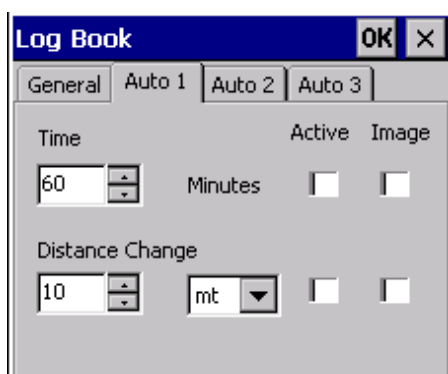 Log Book OK ×
General Auto 1 Auto 2 Auto 3
Time Active Image
60 Minutes
Distance Change
10 mt